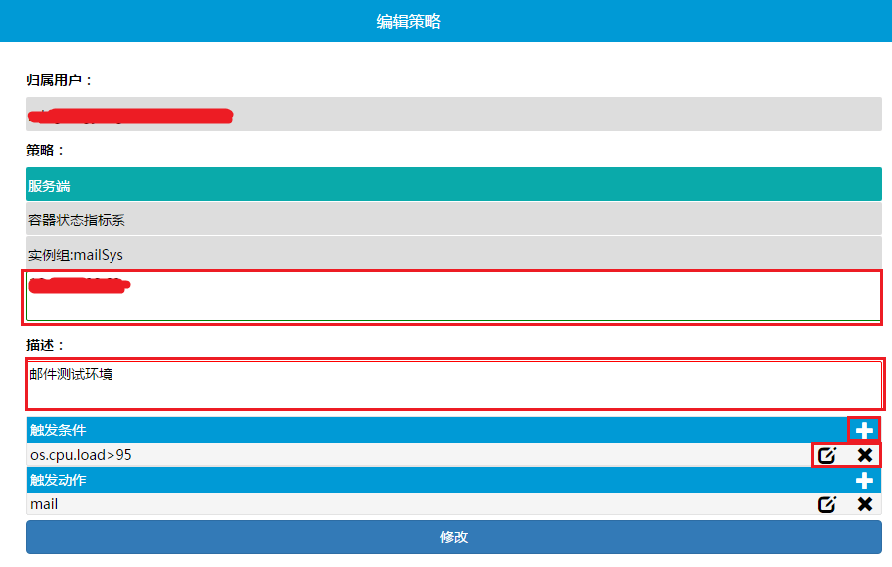 编辑策略
归属用户：
策略：
服务端
容器状态指标系
实例组:mailSys
描述：
邮件测试环境
触发条件
os.cpu.load>95
触发动作
mail
修改